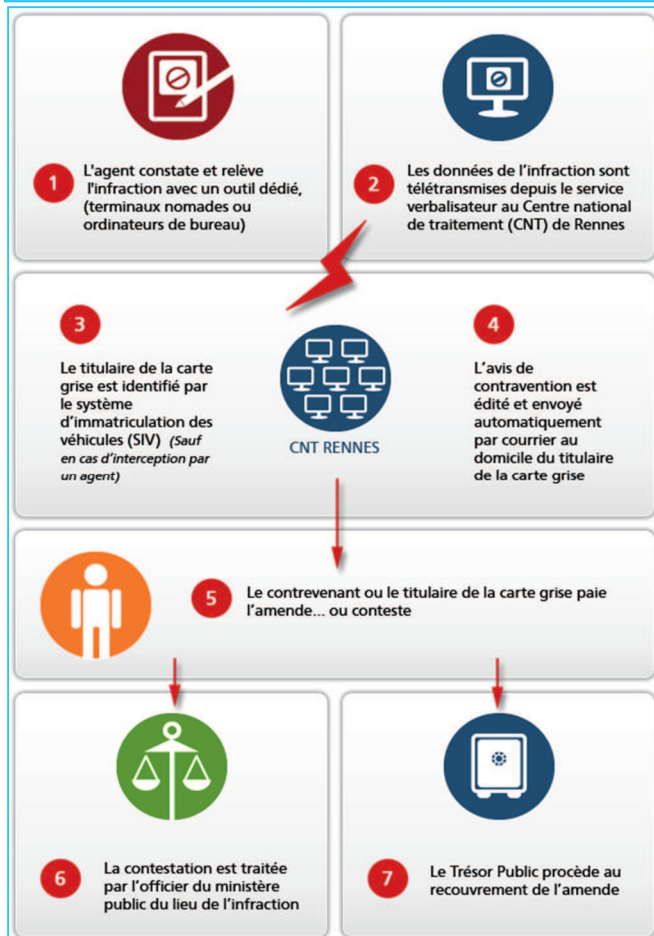 1
L'agent constate et relève
l'infraction avec un outil dédié,
(terminaux nomades ou
ordinateurs de bureau)
2
Les données de l'infraction sont
télétransmises depuis le service
verbalisateur au Centre national
de traitement (CNT) de Rennes
3
Le titulaire de la carte
grise est identifié par
le système
d'immatriculation des
véhicules (SIV) (Sauf
en cas d'interception par
un agent)
CNT RENNES
4
L'avis de
contravention est
édité et envoyé
automatiquement
par courrier au
domicile du titulaire
de la carte grise
5
Le contrevenant ou le titulaire de la carte grise paie
l'amende... ou conteste
6
La contestation est traitée
par l'officier du ministère
public du lieu de l'infraction
7
Le Trésor Public procède au
recouvrement de l'amende